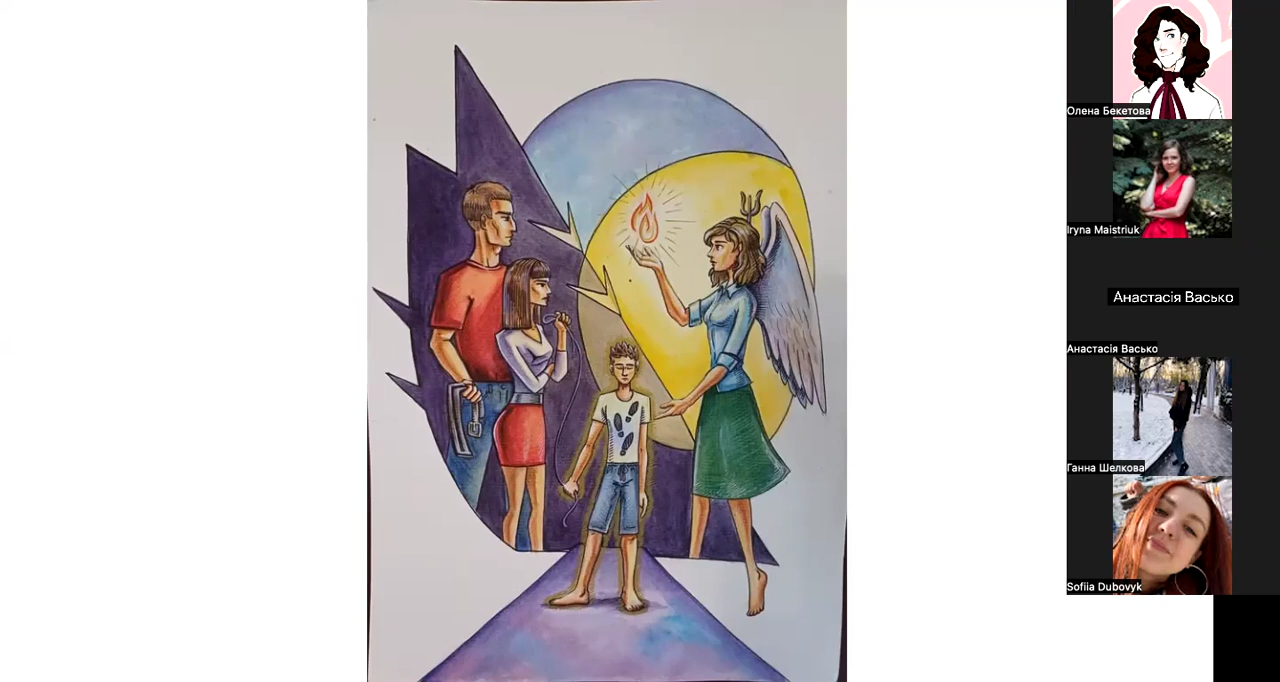 Олена Бекетова
Iryna Maistriuk
Анастасія Васько
Анастасія Васько
Ганна Шелкова
Sofiia Dubovyk